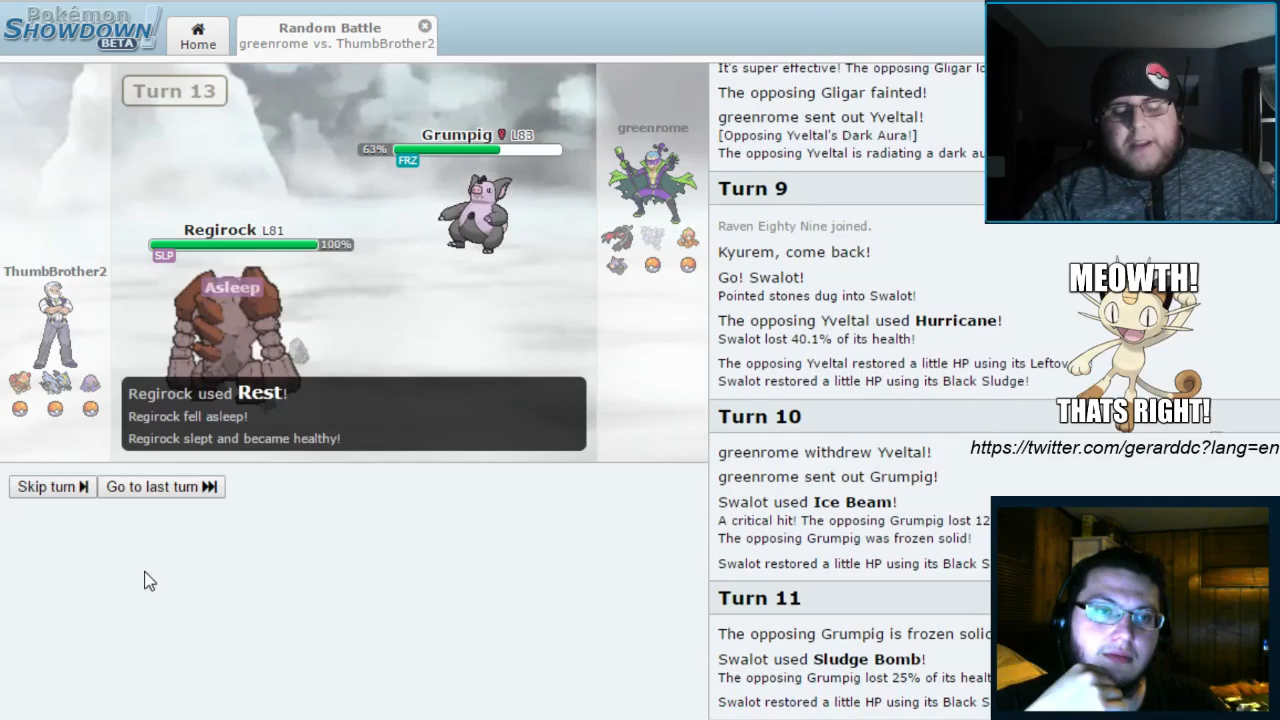 Pokémon
SHOWDOWN!
BETA
Home
Random Battle
greenrome vs. ThumbBrother2
Turn 13
Grumpig L83
63%
FRZ
Regirock L81
100%
SLP
Asleep
ThumbBrother2
greenrome
Regirock used Rest!
Regirock fell asleep!
Regirock slept and became healthy!
Skip turn
Go to last turn
It's super effective! The opposing Gligar lo
The opposing Gligar fainted!
greenrome sent out Yveltal!
[Opposing Yveltal's Dark Aura!]
The opposing Yveltal is radiating a dark au
Turn 9
Raven Eighty Nine joined.
Kyurem, come back!
Go! Swalot!
Pointed stones dug into Swalot!
The opposing Yveltal used Hurricane!
Swalot lost 40.1% of its health!
The opposing Yveltal restored a little HP using its Leftov
Swalot restored a little HP using its Black Sludge!
Turn 10
greenrome withdrew Yveltal!
greenrome sent out Grumpig!
Swalot used Ice Beam!
A critical hit! The opposing Grumpig lost 12
The opposing Grumpig was frozen solid!
Swalot restored a little HP using its Black S
Turn 11
The opposing Grumpig is frozen solid
Swalot used Sludge Bomb!
The opposing Grumpig lost 25% of its healt
Swalot restored a little HP using its Black S
MEOWTH!
THATS RIGHT!
https://twitter.com/gerarddc?lang=en